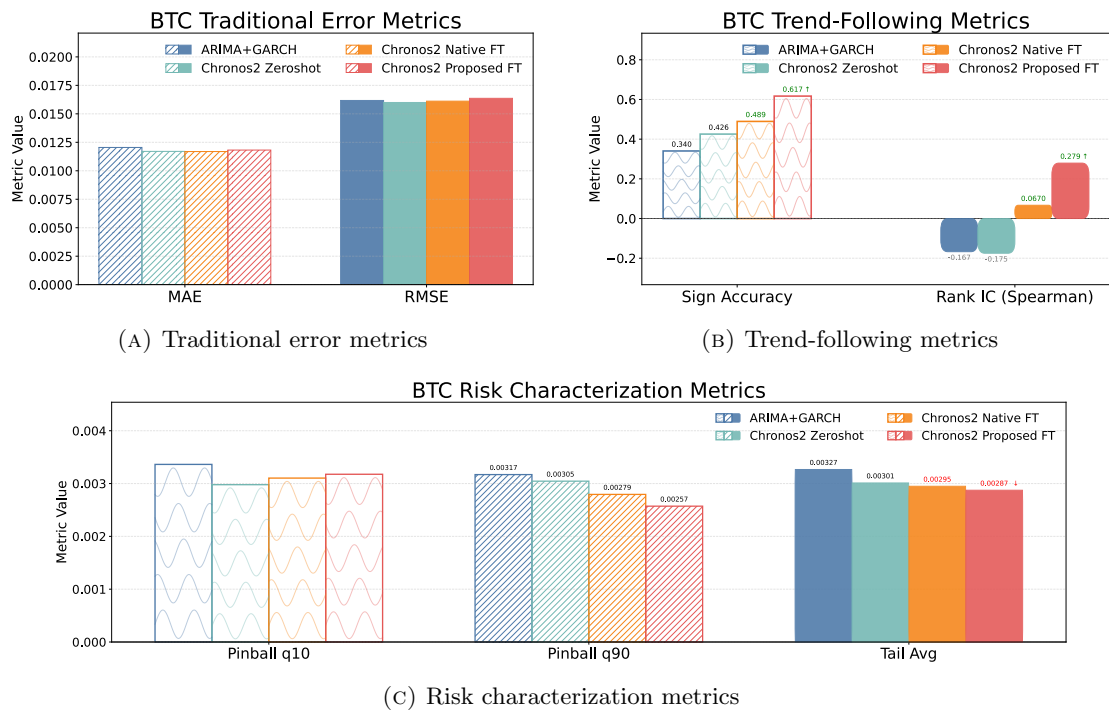 BTC Traditional Error Metrics
ARIMA+GARCH
Chronos2 Zeroshot
Chronos2 Native FT
Chronos2 Proposed FT
Metric Value
0.0200
0.0175
0.0150
0.0125
0.0100
0.0075
0.0050
0.0025
0.0000
MAE
RMSE
(A) Traditional error metrics
BTC Trend-Following Metrics
ARIMA+GARCH
Chronos2 Zeroshot
Chronos2 Native FT
Chronos2 Proposed FT
Metric Value
0.8
0.6
0.4
0.2
0.0
−0.2
0.340
0.426
0.489
0.617 ↑
-0.167
-0.175
0.0670
0.279 ↑
Sign Accuracy
Rank IC (Spearman)
(B) Trend-following metrics
BTC Risk Characterization Metrics
ARIMA+GARCH
Chronos2 Zeroshot
Chronos2 Native FT
Chronos2 Proposed FT
Metric Value
0.004
0.003
0.002
0.001
0.000
0.00317
0.00305
0.00279
0.00257
0.00327
0.00301
0.00295
0.00287 ↓
Pinball q10
Pinball q90
Tail Avg
(C) Risk characterization metrics